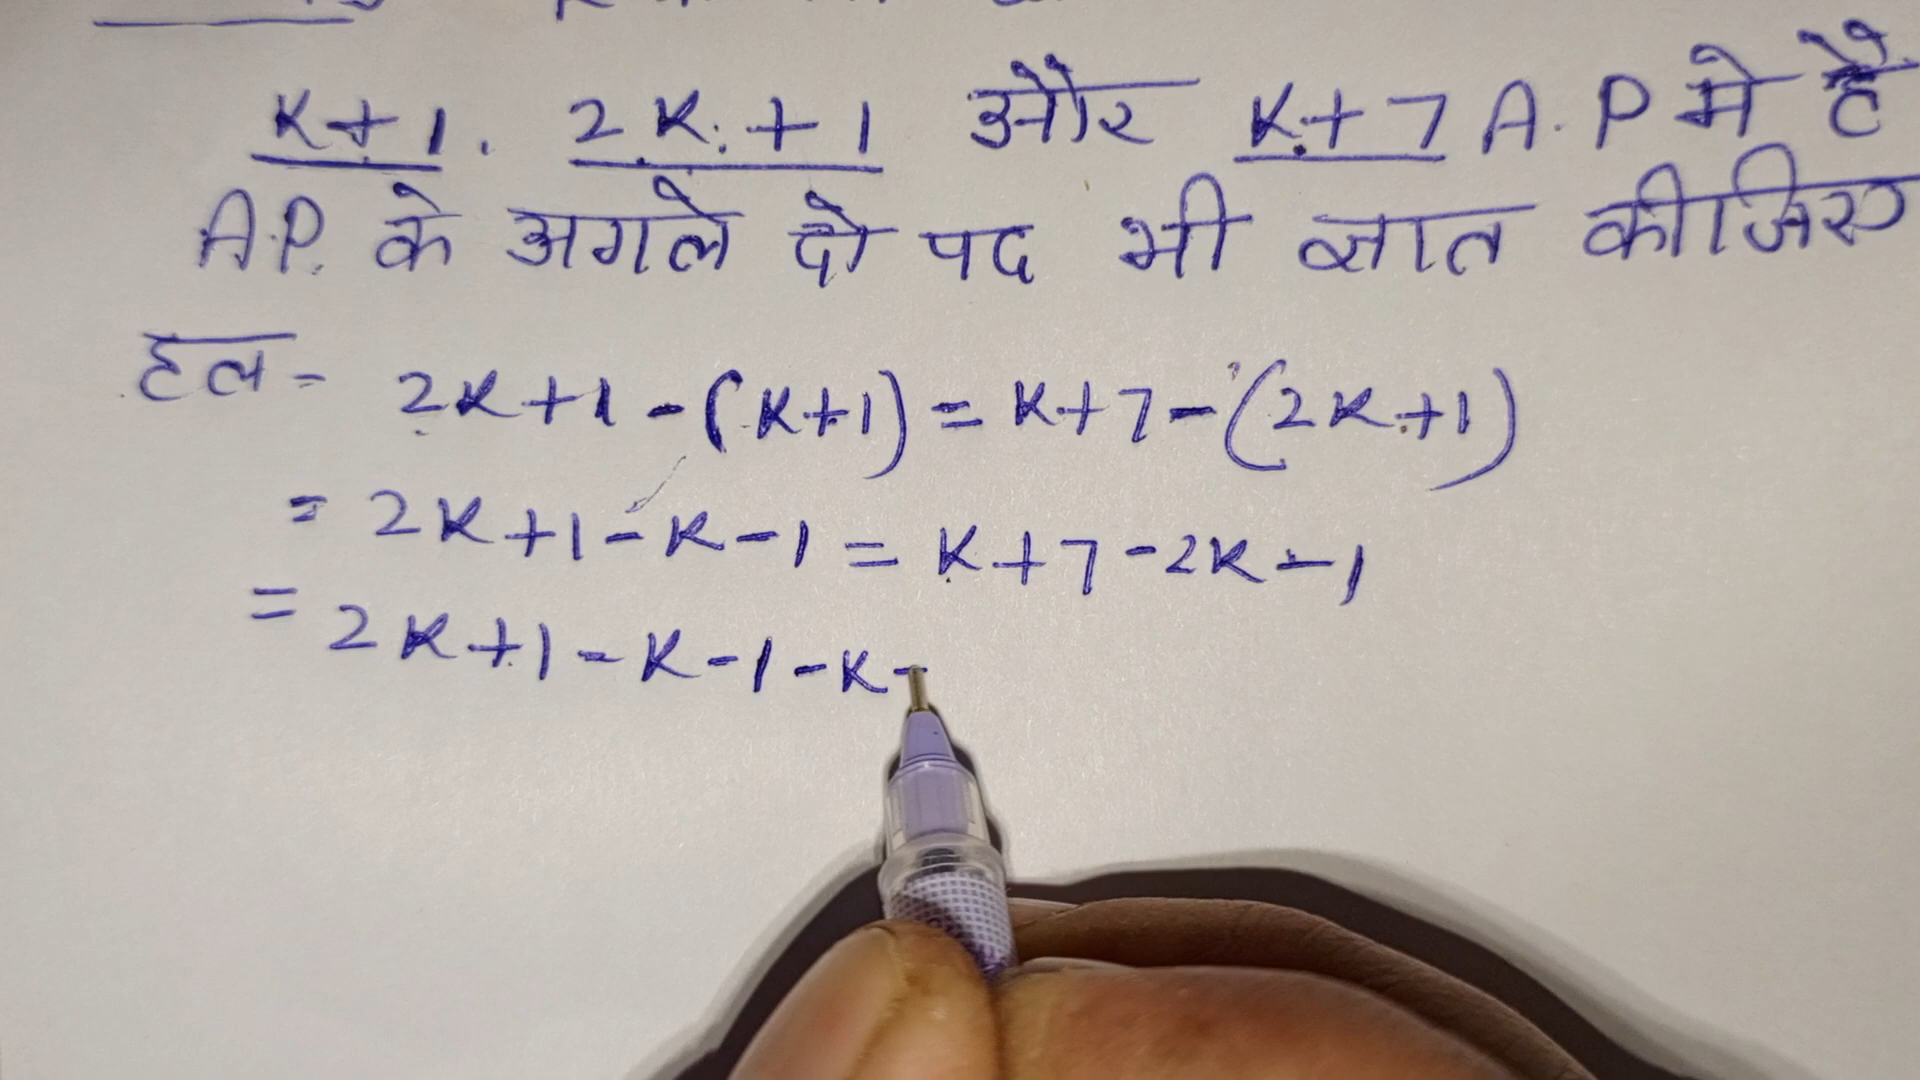 K+1. 2K+1 और K+7 A.P मे है
A.P. के अगले दो पद भी ज्ञात कीजिए
हल- 2K+1-(K+1)=K+7-(2K+1)
= 2K+1-K-1=K+7-2K-1
= 2K+1-K-1-K-